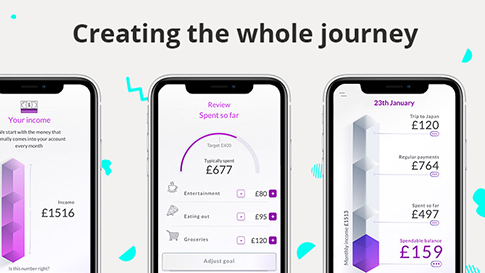 Creating the whole journey
Your income
We start with the money that
normally comes into your account
every month
Income
£1516
Is this number right?
Review
Spent so far
Target £400
Typically spent
£677
Entertainment - £80 +
Eating out - £95 +
Groceries - £120 +
Adjust goal
23th January
Trip to Japan
£120
Regular payments
£764
Spent so far
£497
Spendable balance
£159
Monthly income £1513